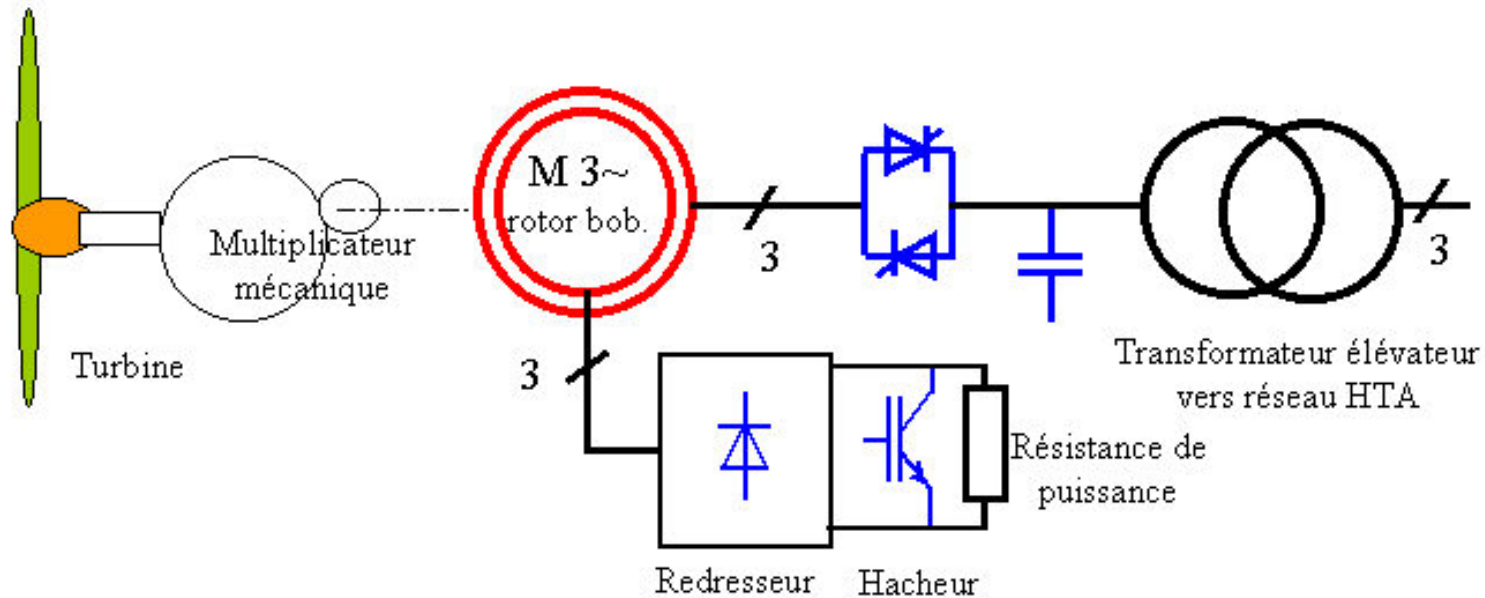 M 3~
rotor bob.
Multiplicateur
mécanique
3
3
Turbine
3
Transformateur élévateur
vers réseau HTA
Résistance de
puissance
Redresseur
Hacheur